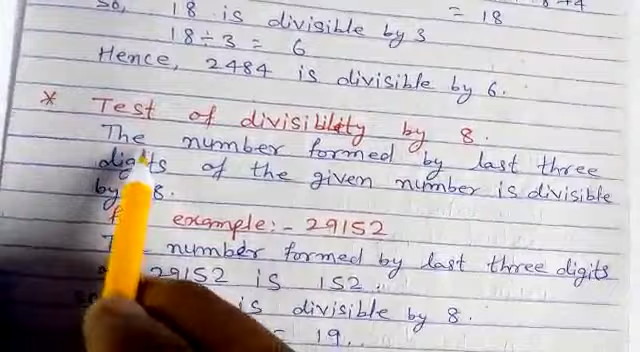 So, 18 is divisible by 3 = 18
18 ÷ 3 = 6
Hence, 2484 is divisible by 6.
* Test of divisibility by 8.
The number formed by last three
digits of the given number is divisible
by 8.
example:- 29152
number formed by last three digits
29152 is 152.
is divisible by 8.
= 19.